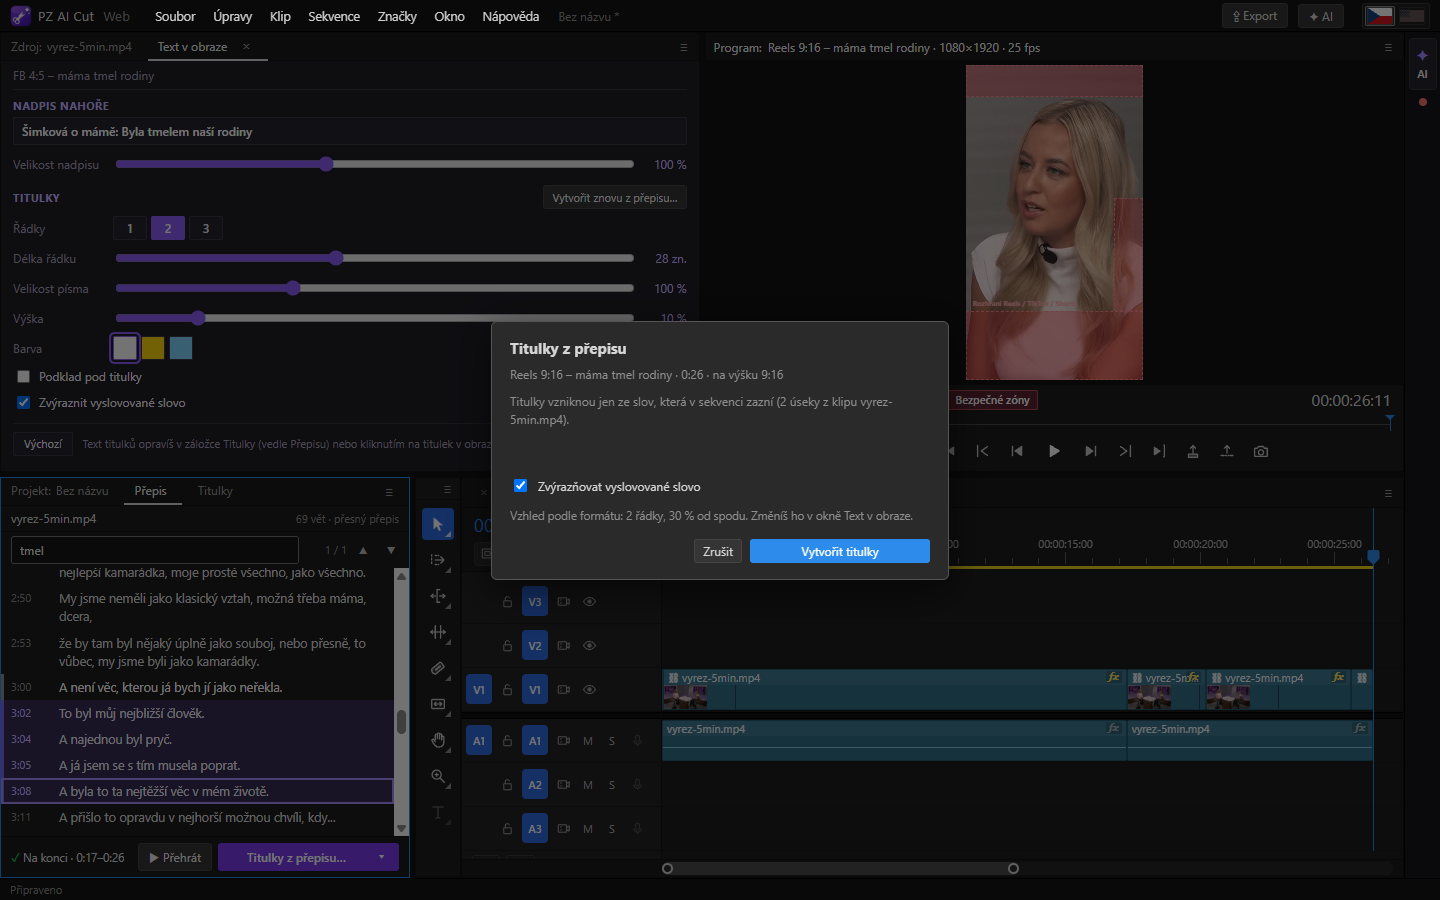 PZ AI Cut Web Soubor Úpravy Klip Sekvence Značky Okno Nápověda Bez názvu * Export AI
Zdroj: vyrez-5min.mp4 Text v obraze ×
Program: Reels 9:16 – máma tmel rodiny · 1080×1920 · 25 fps
AI
FB 4:5 – máma tmel rodiny
NADPIS NAHOŘE
Šimková o mámě: Byla tmelem naší rodiny
Velikost nadpisu 100 %
TITULKY Vytvořit znovu z přepisu...
Řádky 1 2 3
Délka řádku 28 zn.
Velikost písma 100 %
Výška 10 %
Barva
Podklad pod titulky
Zvýraznit vyslovované slovo
Výchozí Text titulků opravíš v záložce Titulky (vedle Přepisu) nebo kliknutím na titulek v obraz
Bezpečné zóny 00:00:26:11
Titulky z přepisu
Reels 9:16 – máma tmel rodiny · 0:26 · na výšku 9:16
Titulky vzniknou jen ze slov, která v sekvenci zazní (2 úseky z klipu vyrez-
5min.mp4).
Zvýrazňovat vyslovované slovo
Vzhled podle formátu: 2 řádky, 30 % od spodu. Změníš ho v okně Text v obraze.
Zrušit Vytvořit titulky
Projekt: Bez názvu Přepis Titulky
vyrez-5min.mp4 69 vět · přesný přepis
tmel 1 / 1
nejlepší kamarádka, moje prostě všechno, jako všechno.
2:50 My jsme neměli jako klasický vztah, možná třeba máma,
dcera,
2:53 že by tam byl nějaký úplně jako souboj, nebo přesně, to
vůbec, my jsme byli jako kamarádky.
3:00 A není věc, kterou já bych jí jako neřekla.
3:02 To byl můj nejbližší člověk.
3:04 A najednou byl pryč.
3:05 A já jsem se s tím musela poprat.
3:08 A byla to ta nejtěžší věc v mém životě.
3:11 A přišlo to opravdu v nejhorší možnou chvíli, kdy...
✓ Na konci · 0:17–0:26 Přehrát Titulky z přepisu...
00
00 00:00:15:00 00:00:20:00 00:00:25:00
V3
V2
V1 V1 vyrez-5min.mp4 fx vyrez-5m fx vyrez-5min.mp4 fx
A1 A1 M S vyrez-5min.mp4 fx vyrez-5min.mp4 fx
A2 M S
A3 M S
Připraveno